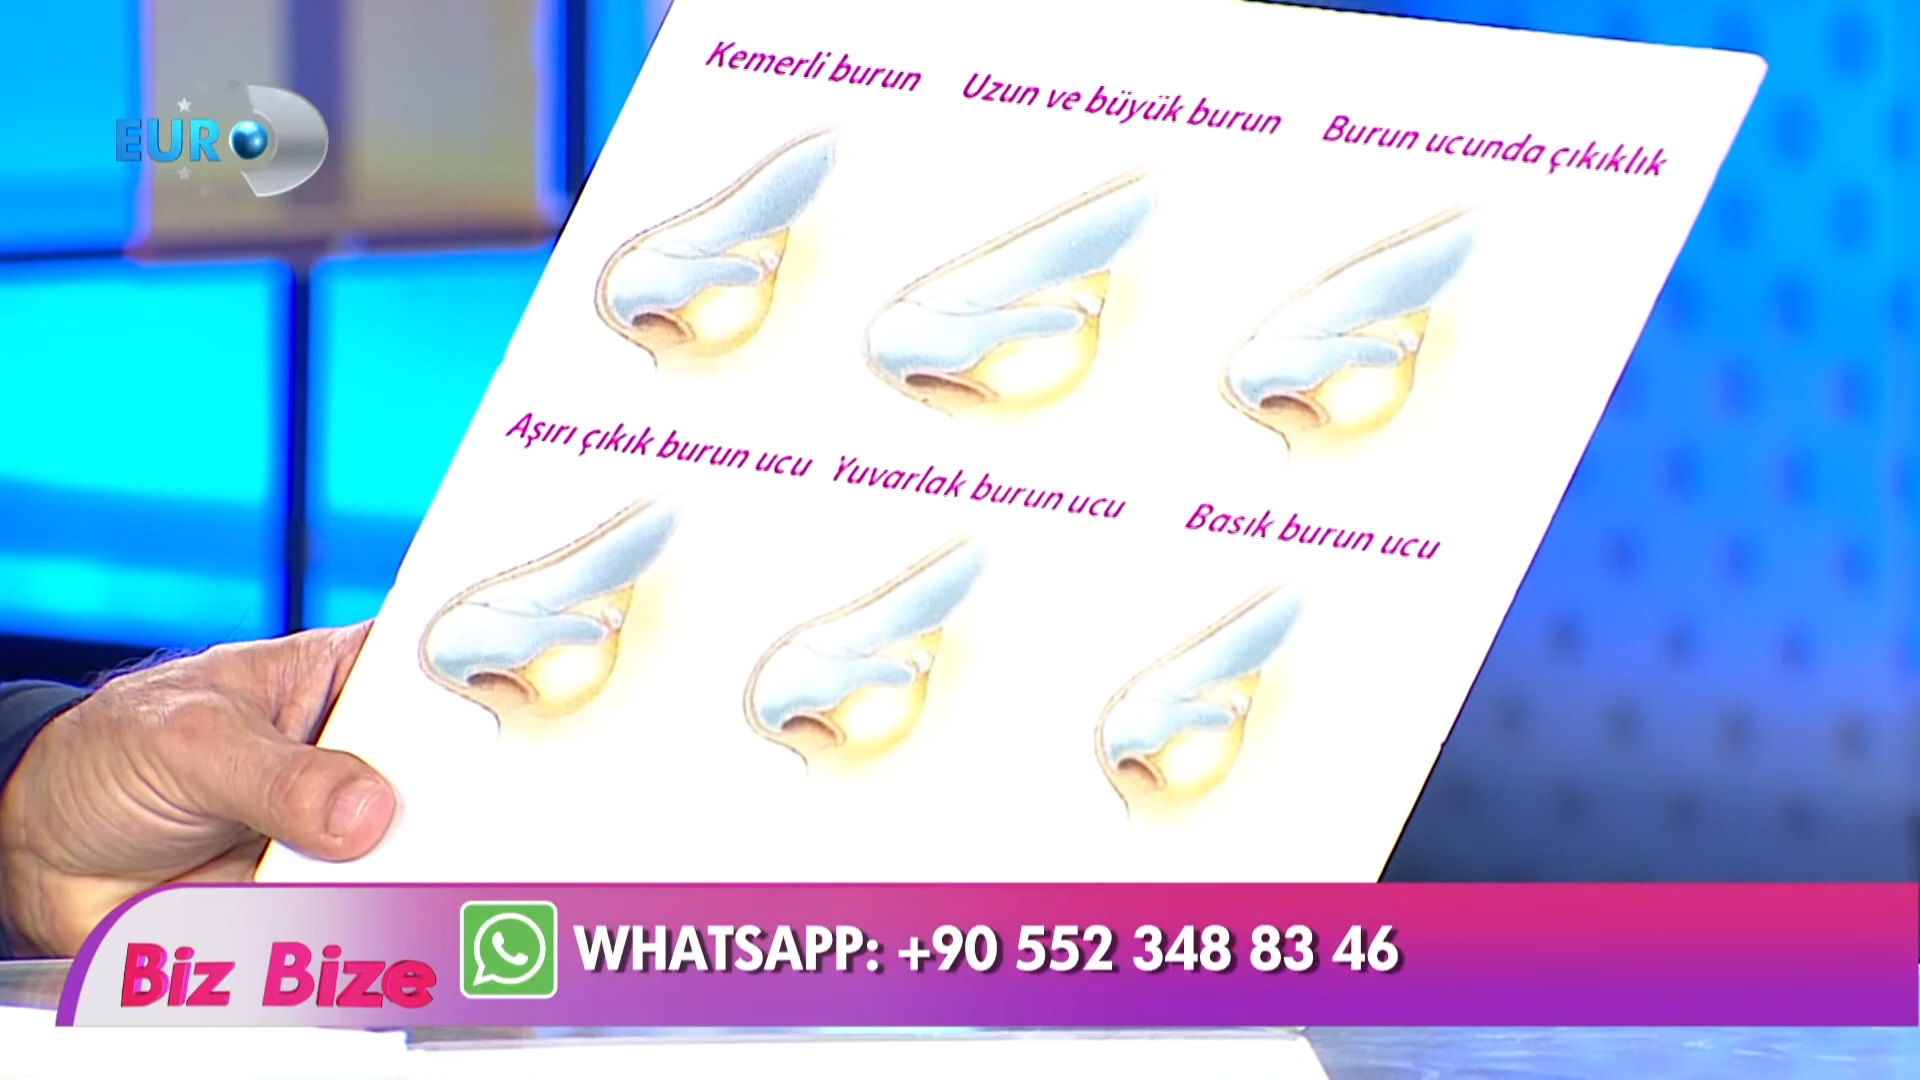 Kemerli burun
Uzun ve büyük burun
Burun ucunda çıkıklık
EUR D
Aşırı çıkık burun ucu
Yuvarlak burun ucu
Basık burun ucu
Biz Bize
WHATSAPP: +90 552 348 83 46